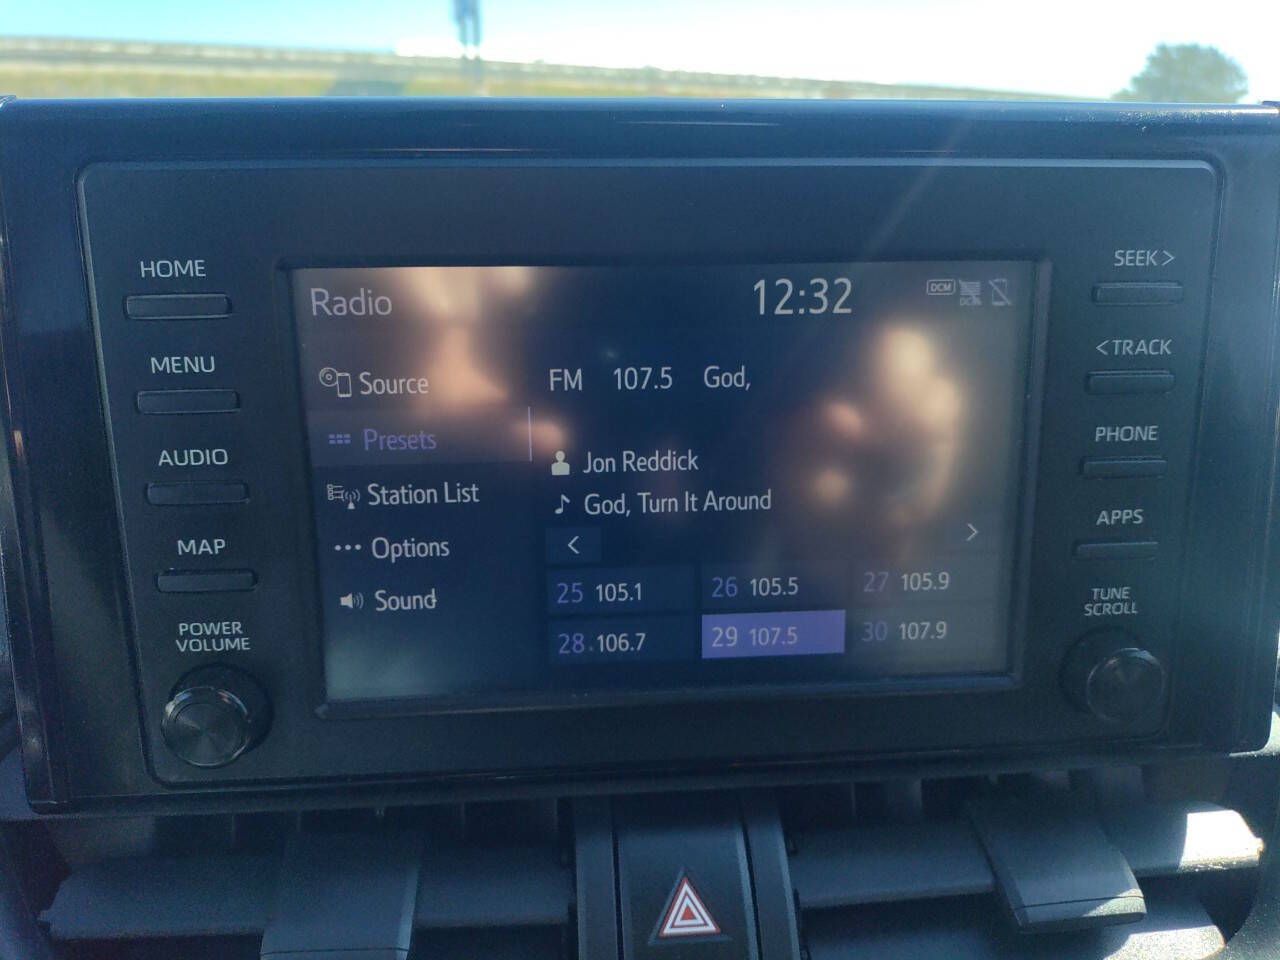 HOME
MENU
AUDIO
MAP
POWER
VOLUME
Radio
12:32
DCM
Source
Presets
Station List
Options
Sound
FM 107.5 God,
Jon Reddick
God, Turn It Around
<
>
25 105.1
26 105.5
27 105.9
28 106.7
29 107.5
30 107.9
SEEK >
< TRACK
PHONE
APPS
TUNE
SCROLL